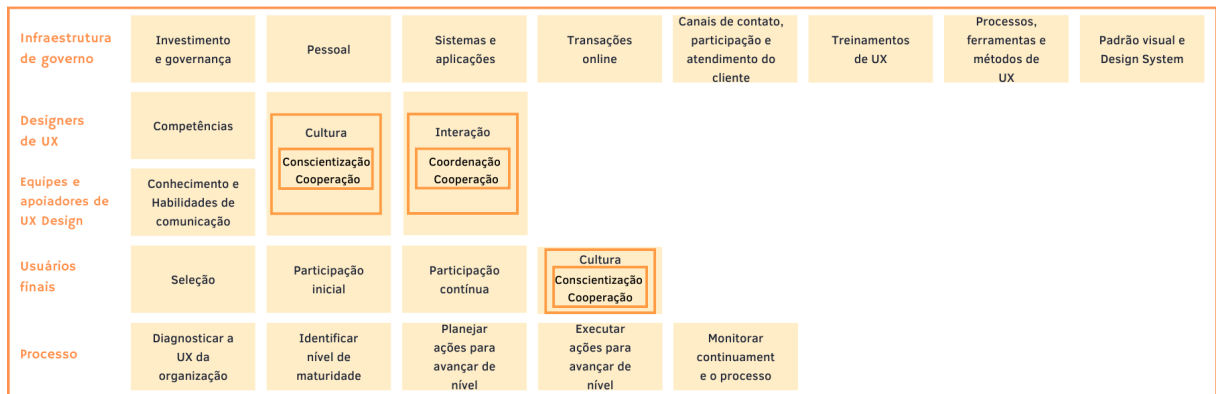 Infraestrutura
de governo
Investimento
e governança
Pessoal
Sistemas e
aplicações
Transações
online
Canais de contato,
participação e
atendimento do
cliente
Treinamentos
de UX
Processos,
ferramentas e
métodos de
UX
Padrão visual e
Design System
Designers
de UX
Competências
Cultura
Conscientização
Cooperação
Interação
Coordenação
Cooperação
Equipes e
apoiadores de
UX Design
Conhecimento e
Habilidades de
comunicação
Usuários
finais
Seleção
Participação
inicial
Participação
contínua
Cultura
Conscientização
Cooperação
Processo
Diagnosticar a
UX da
organização
Identificar
nível de
maturidade
Planejar
ações para
avançar de
nível
Executar
ações para
avançar de
nível
Monitorar
continuament
e o processo